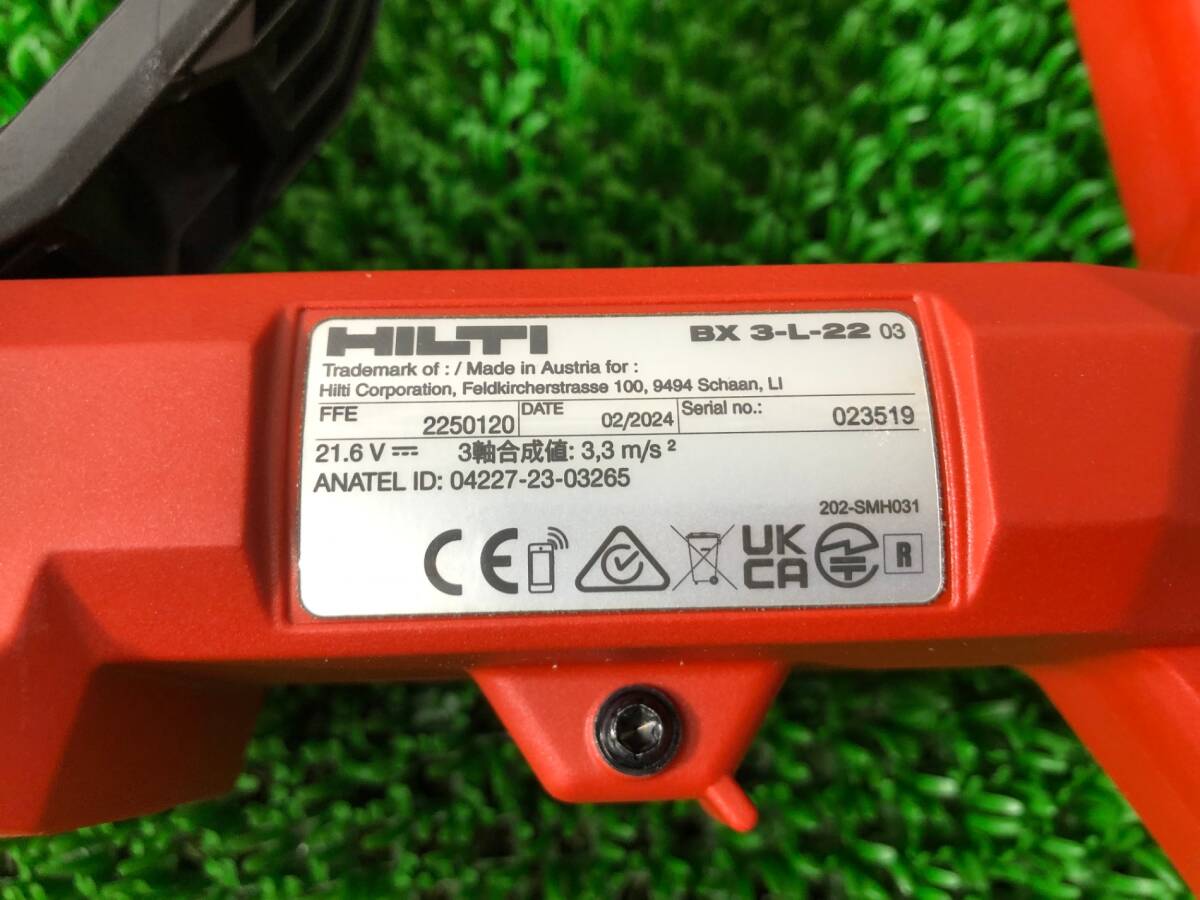 HILTI BX 3-L-22 03
Trademark of : / Made in Austria for :
Hilti Corporation, Feldkircherstrasse 100, 9494 Schaan, LI
FFE 2250120 DATE 02/2024 Serial no.: 023519
21.6 V 3軸合成値: 3,3 m/s²
ANATEL ID: 04227-23-03265
202-SMH031
CE UK CA R